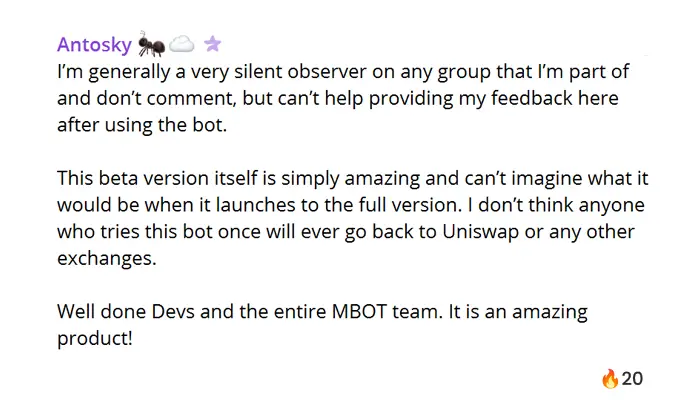 Antosky 🐜☁️ ⭐
I’m generally a very silent observer on any group that I’m part of
and don’t comment, but can’t help providing my feedback here
after using the bot.
This beta version itself is simply amazing and can’t imagine what it
would be when it launches to the full version. I don’t think anyone
who tries this bot once will ever go back to Uniswap or any other
exchanges.
Well done Devs and the entire MBOT team. It is an amazing
product!
🔥20